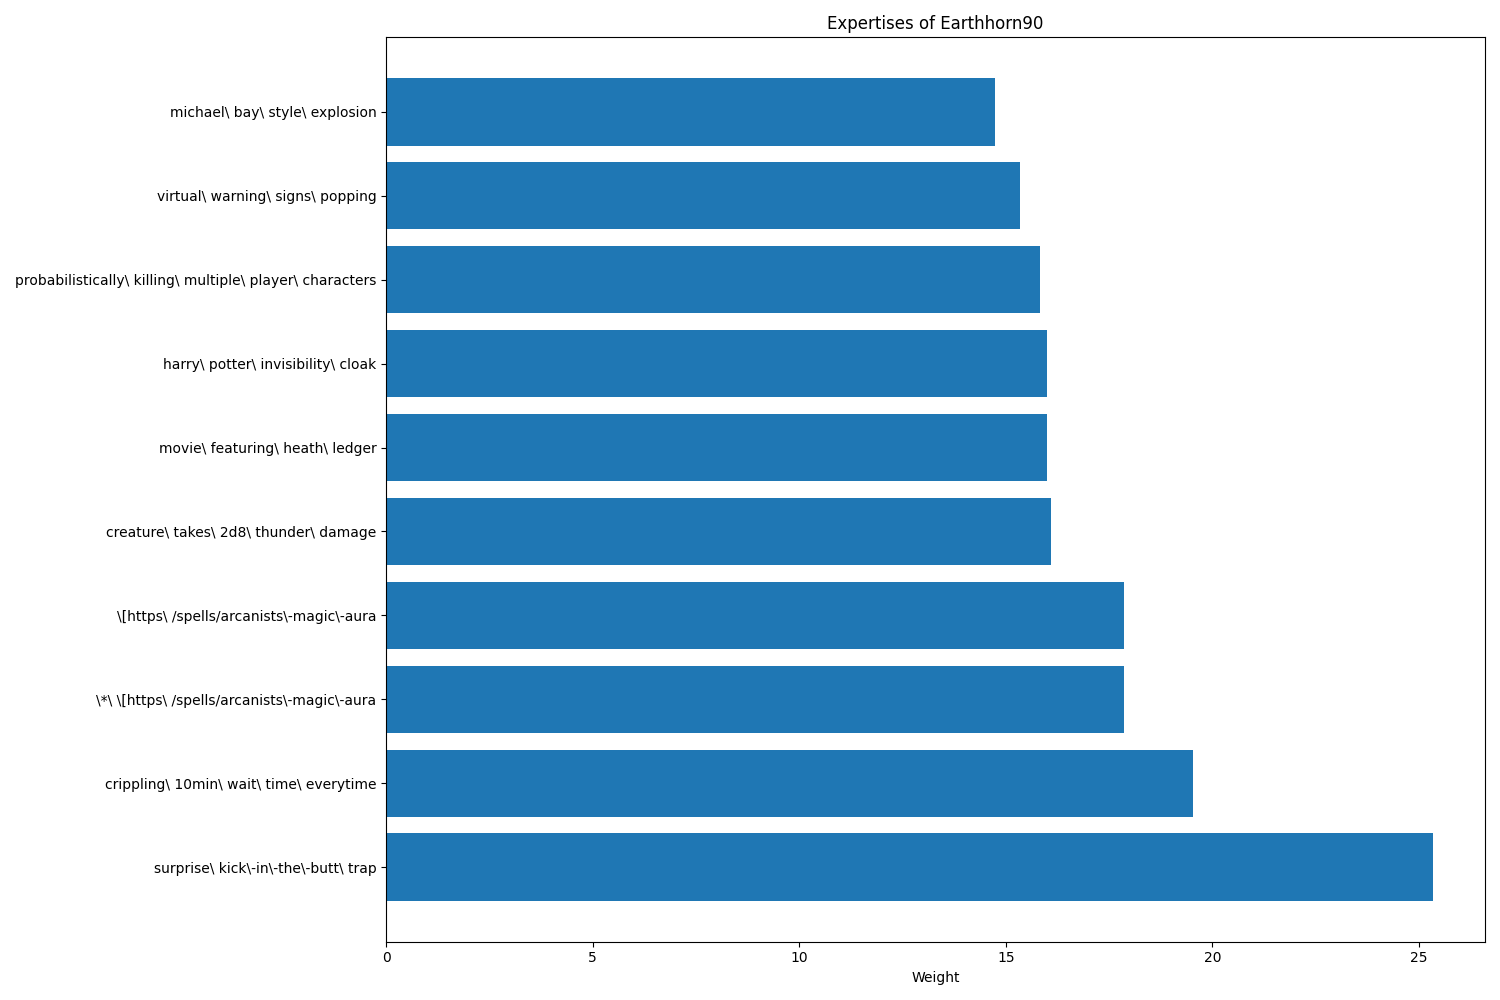 Expertises of Earthhorn90
michael\ bay\ style\ explosion
virtual\ warning\ signs\ popping
probabilistically\ killing\ multiple\ player\ characters
harry\ potter\ invisibility\ cloak
movie\ featuring\ heath\ ledger
creature\ takes\ 2d8\ thunder\ damage
\[https\ /spells/arcanists\-magic\-aura
\*\ \[https\ /spells/arcanists\-magic\-aura
crippling\ 10min\ wait\ time\ everytime
surprise\ kick\-in\-the\-butt\ trap
0 5 10 15 20 25
Weight